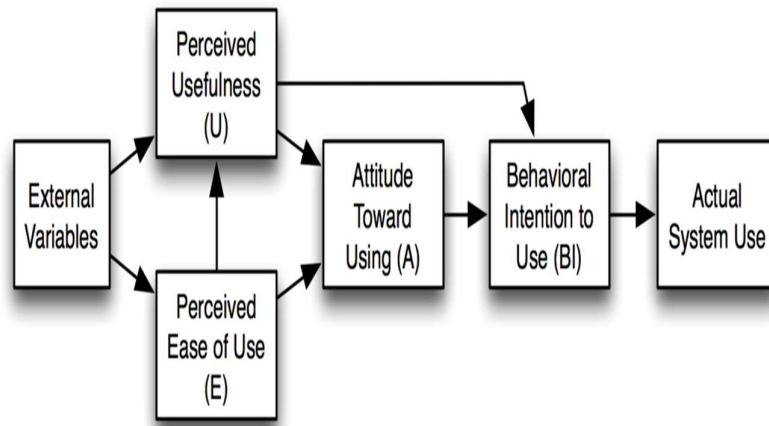 Perceived
Usefulness
(U)
External
Variables
Perceived
Ease of Use
(E)
Attitude
Toward
Using (A)
Behavioral
Intention to
Use (BI)
Actual
System Use